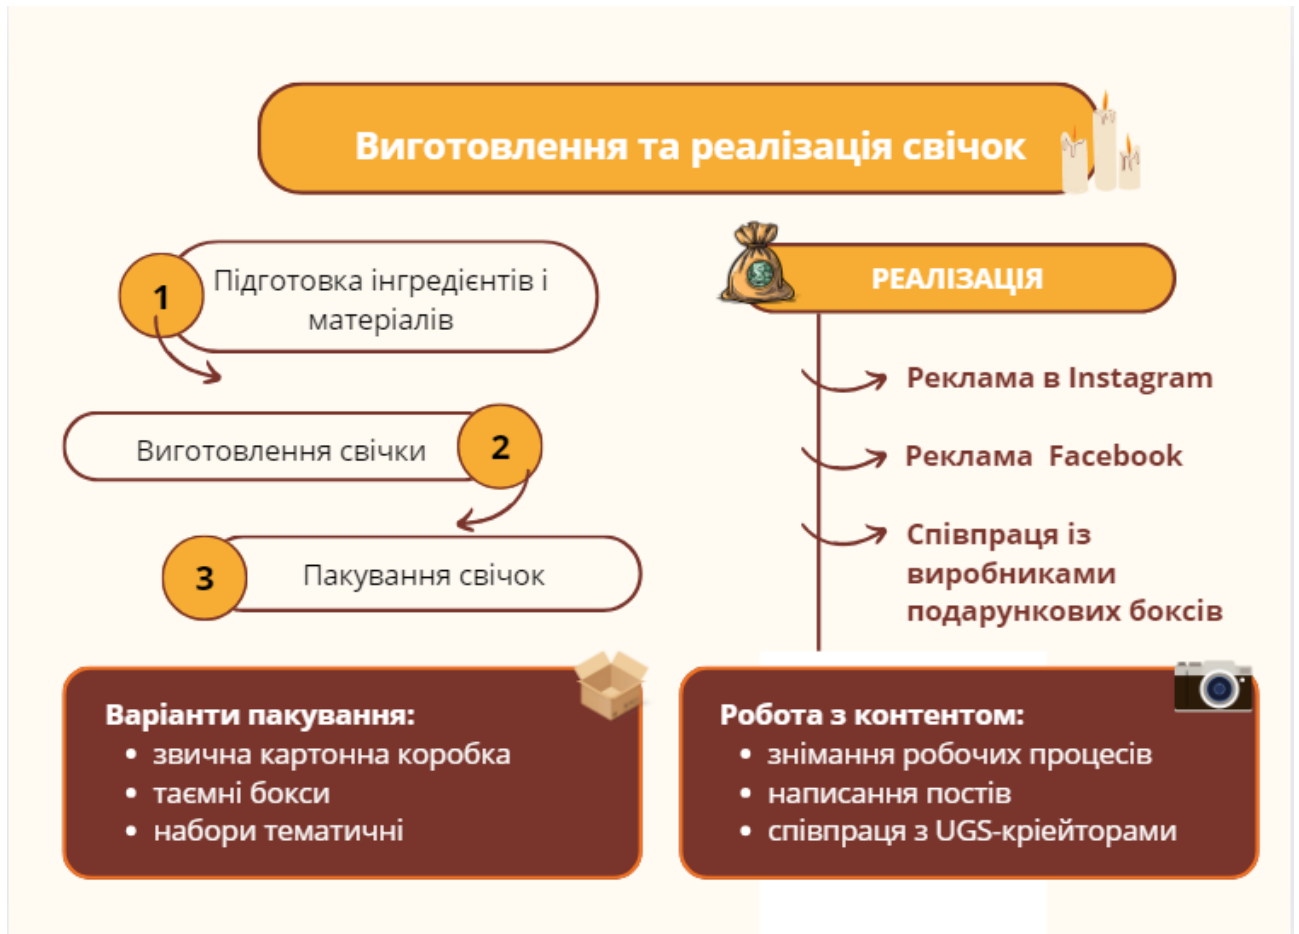 Виготовлення та реалізація свічок
1
Підготовка інгредієнтів і
матеріалів
Виготовлення свічки
2
3
Пакування свічок
Варіанти пакування:
• звична картонна коробка
• таємні бокси
• набори тематичні
РЕАЛІЗАЦІЯ
Реклама в Instagram
Реклама Facebook
Співпраця із
виробниками
подарункових боксів
Робота з контентом:
• знімання робочих процесів
• написання постів
• співпраця з UGS-кріейторами